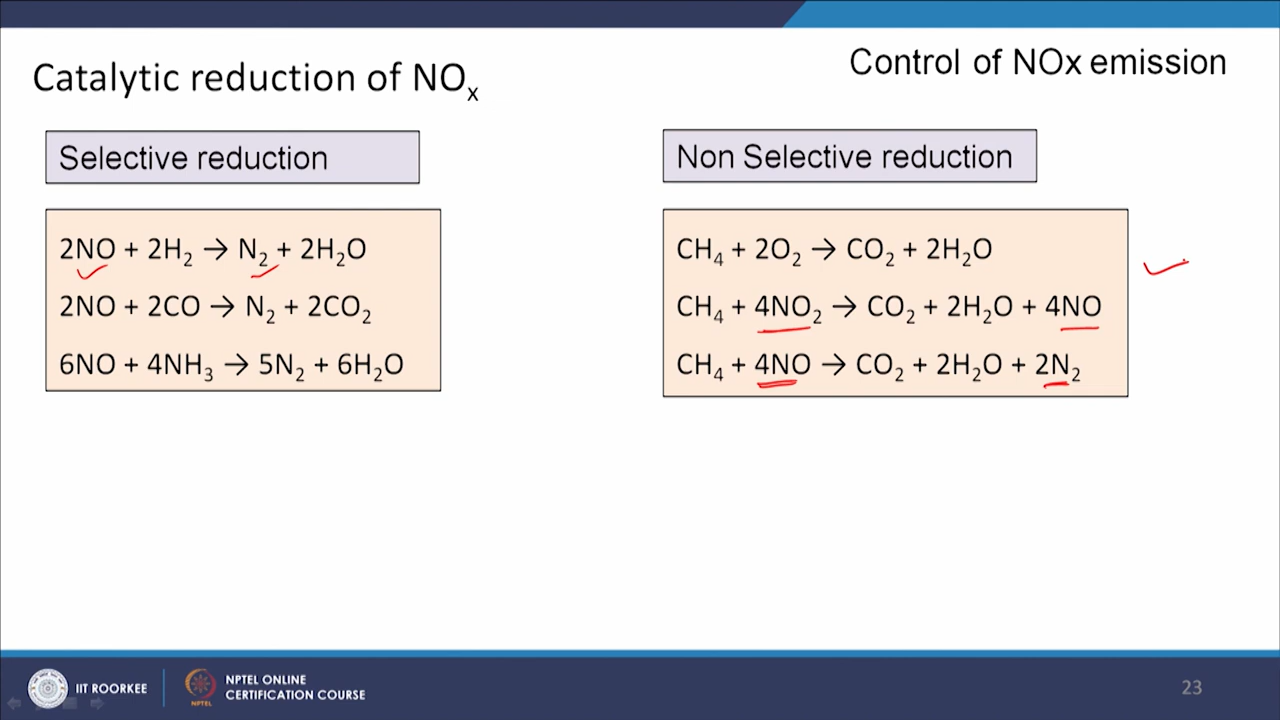 Catalytic reduction of NOₓ
Control of NOx emission
Selective reduction
2NO + 2H₂ → N₂ + 2H₂O
2NO + 2CO → N₂ + 2CO₂
6NO + 4NH₃ → 5N₂ + 6H₂O
Non Selective reduction
CH₄ + 2O₂ → CO₂ + 2H₂O
CH₄ + 4NO₂ → CO₂ + 2H₂O + 4NO
CH₄ + 4NO → CO₂ + 2H₂O + 2N₂
IIT ROORKEE
NPTEL
NPTEL ONLINE
CERTIFICATION COURSE
23